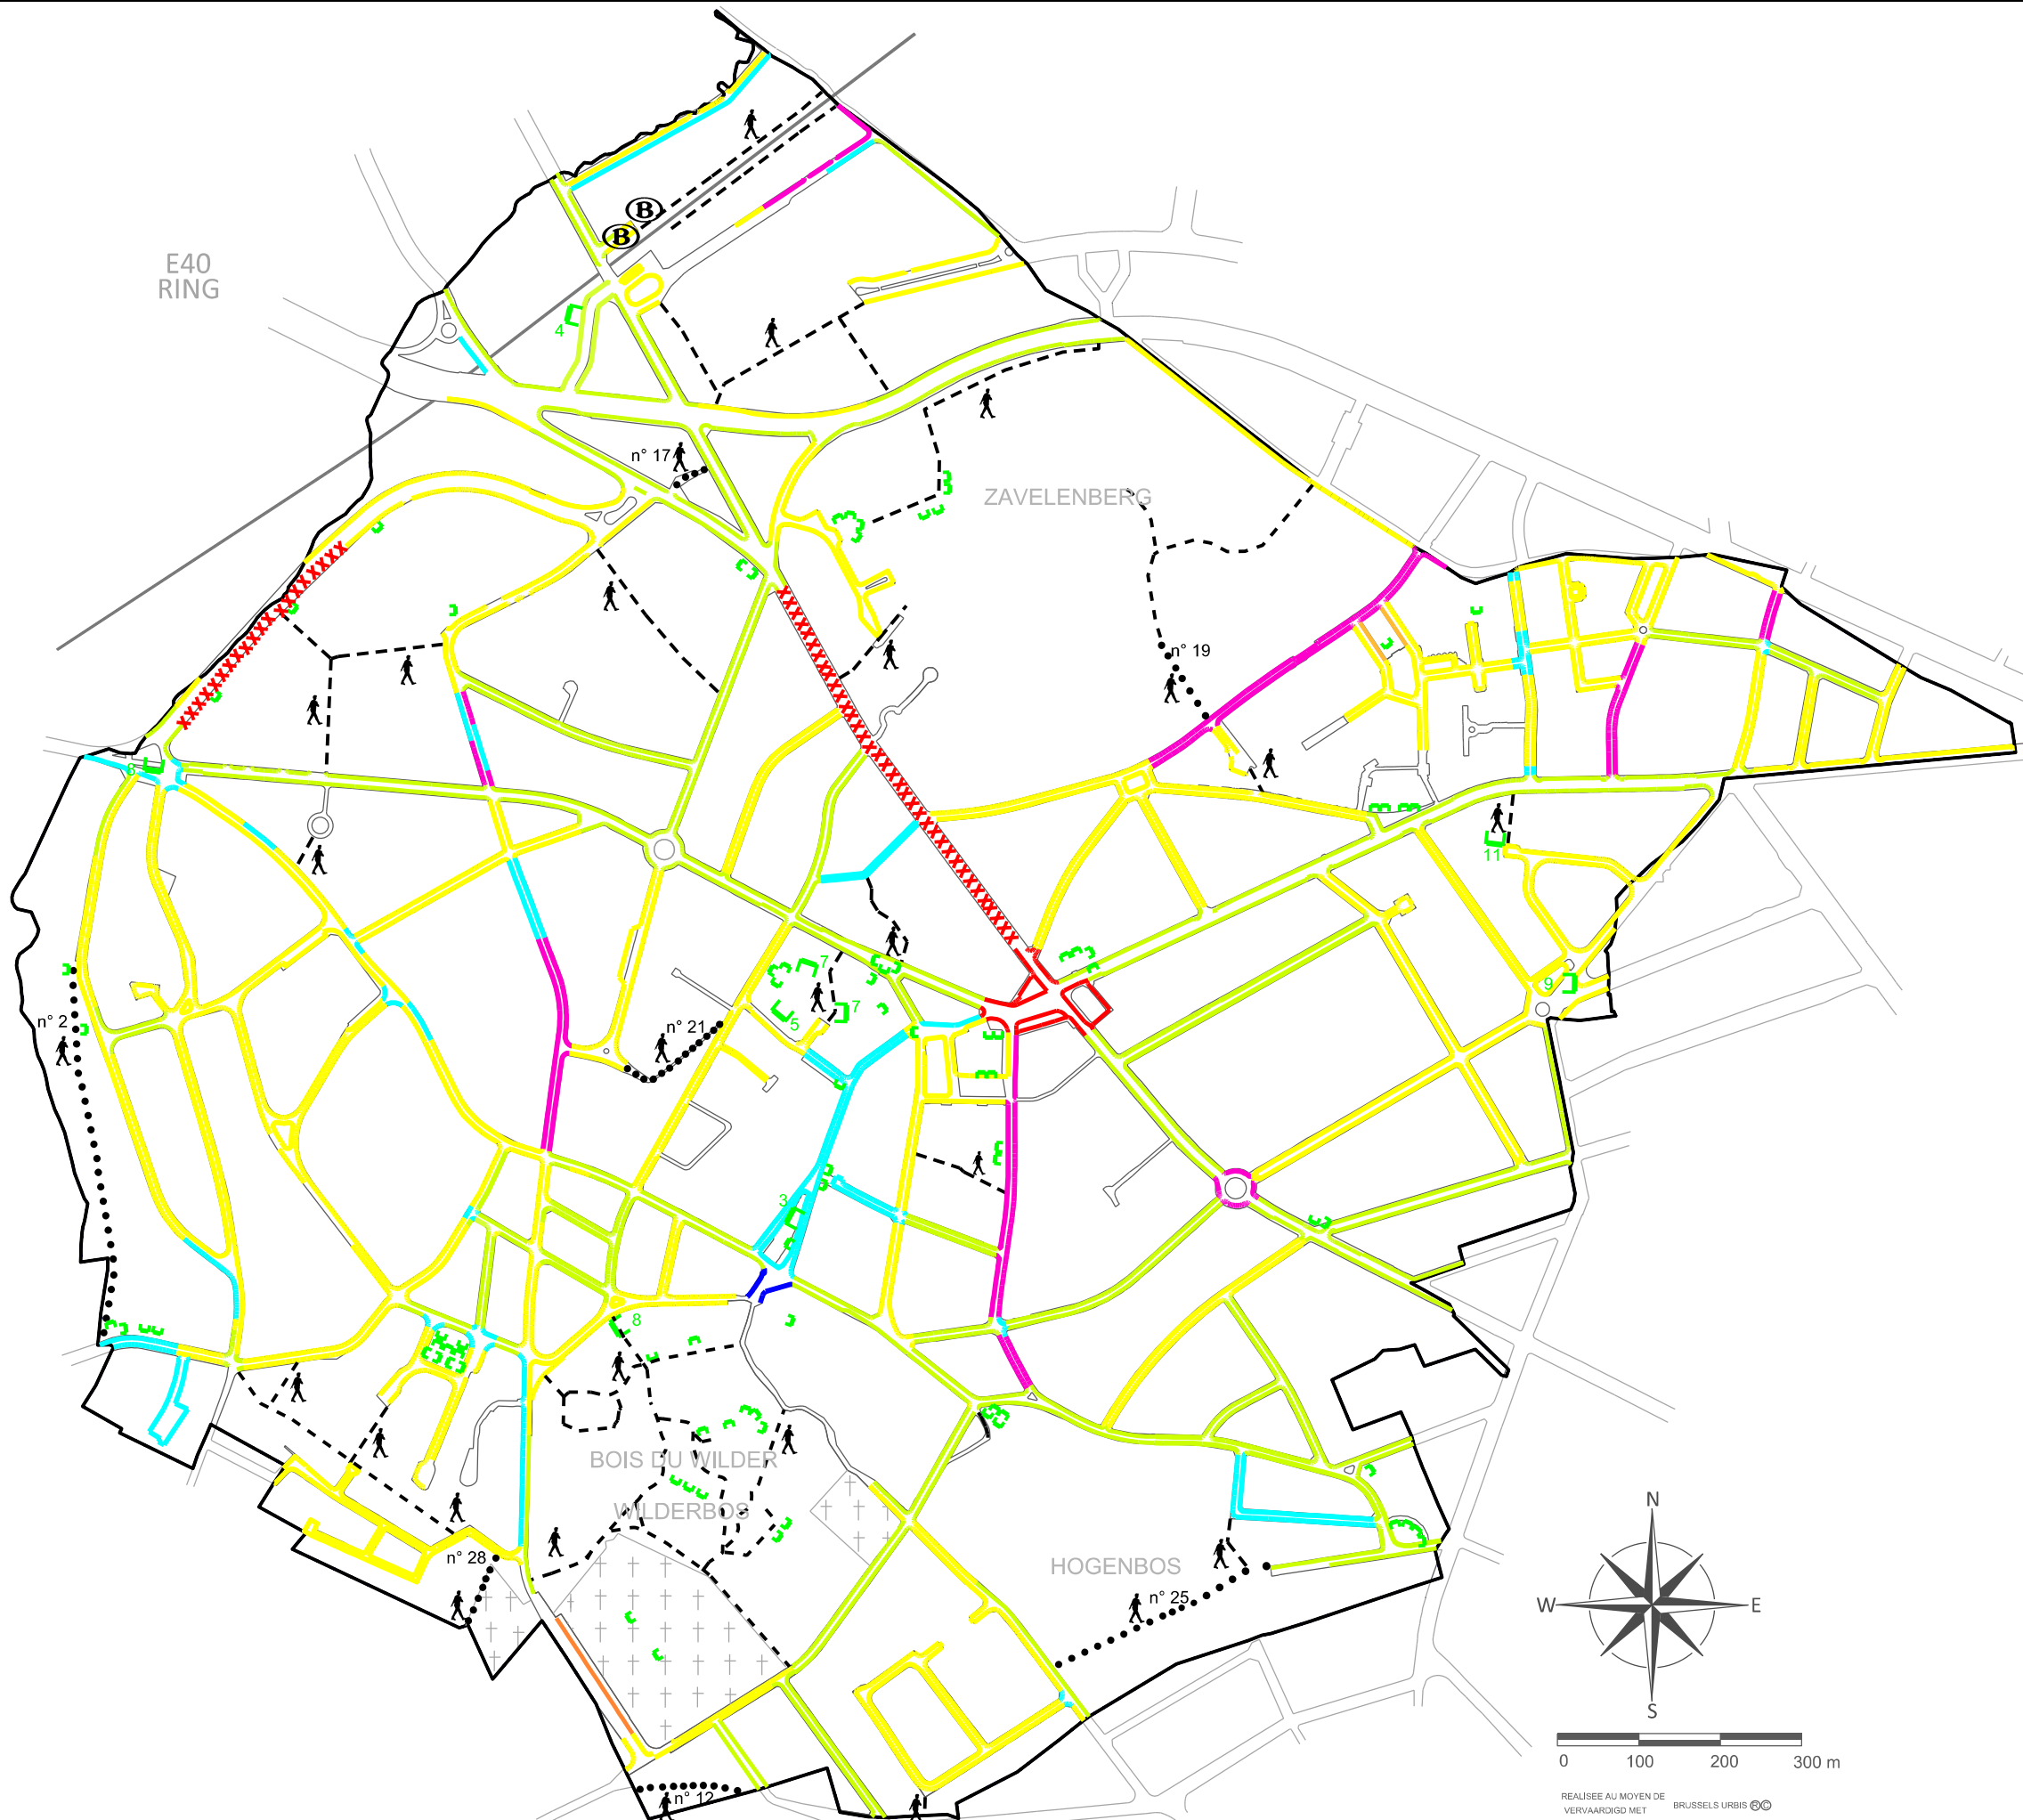 B
B
E40
RING
4
n° 17
ZAVELENBERG
n° 19
6
11
7
9
7
5
n° 2
n° 21
3
8
BOIS DU WILDER
WILDERBOS
N
n° 28
HOGENBOS
W
E
n° 25
S
0 100 200 300 m
n° 12
REALISEE AU MOYEN DE
VERVAARDIGD MET
BRUSSELS URBIS ®©